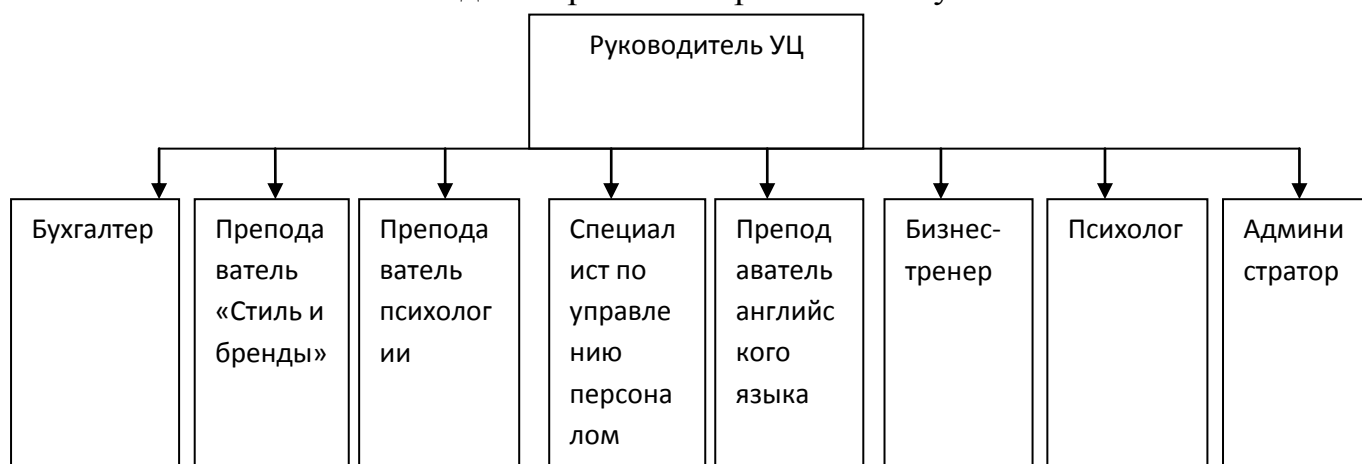 Руководитель УЦ
Бухгалтер
Препода
ватель
«Стиль и
бренды»
Препода
ватель
психолог
ии
Специал
ист по
управле
нию
персона
лом
Препод
аватель
английс
кого
языка
Бизнес-
тренер
Психолог
Админи
стратор